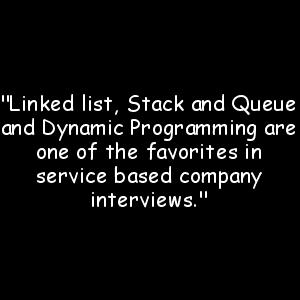 "Linked list, Stack and Queue
and Dynamic Programming are
one of the favorites in
service based company
interviews."